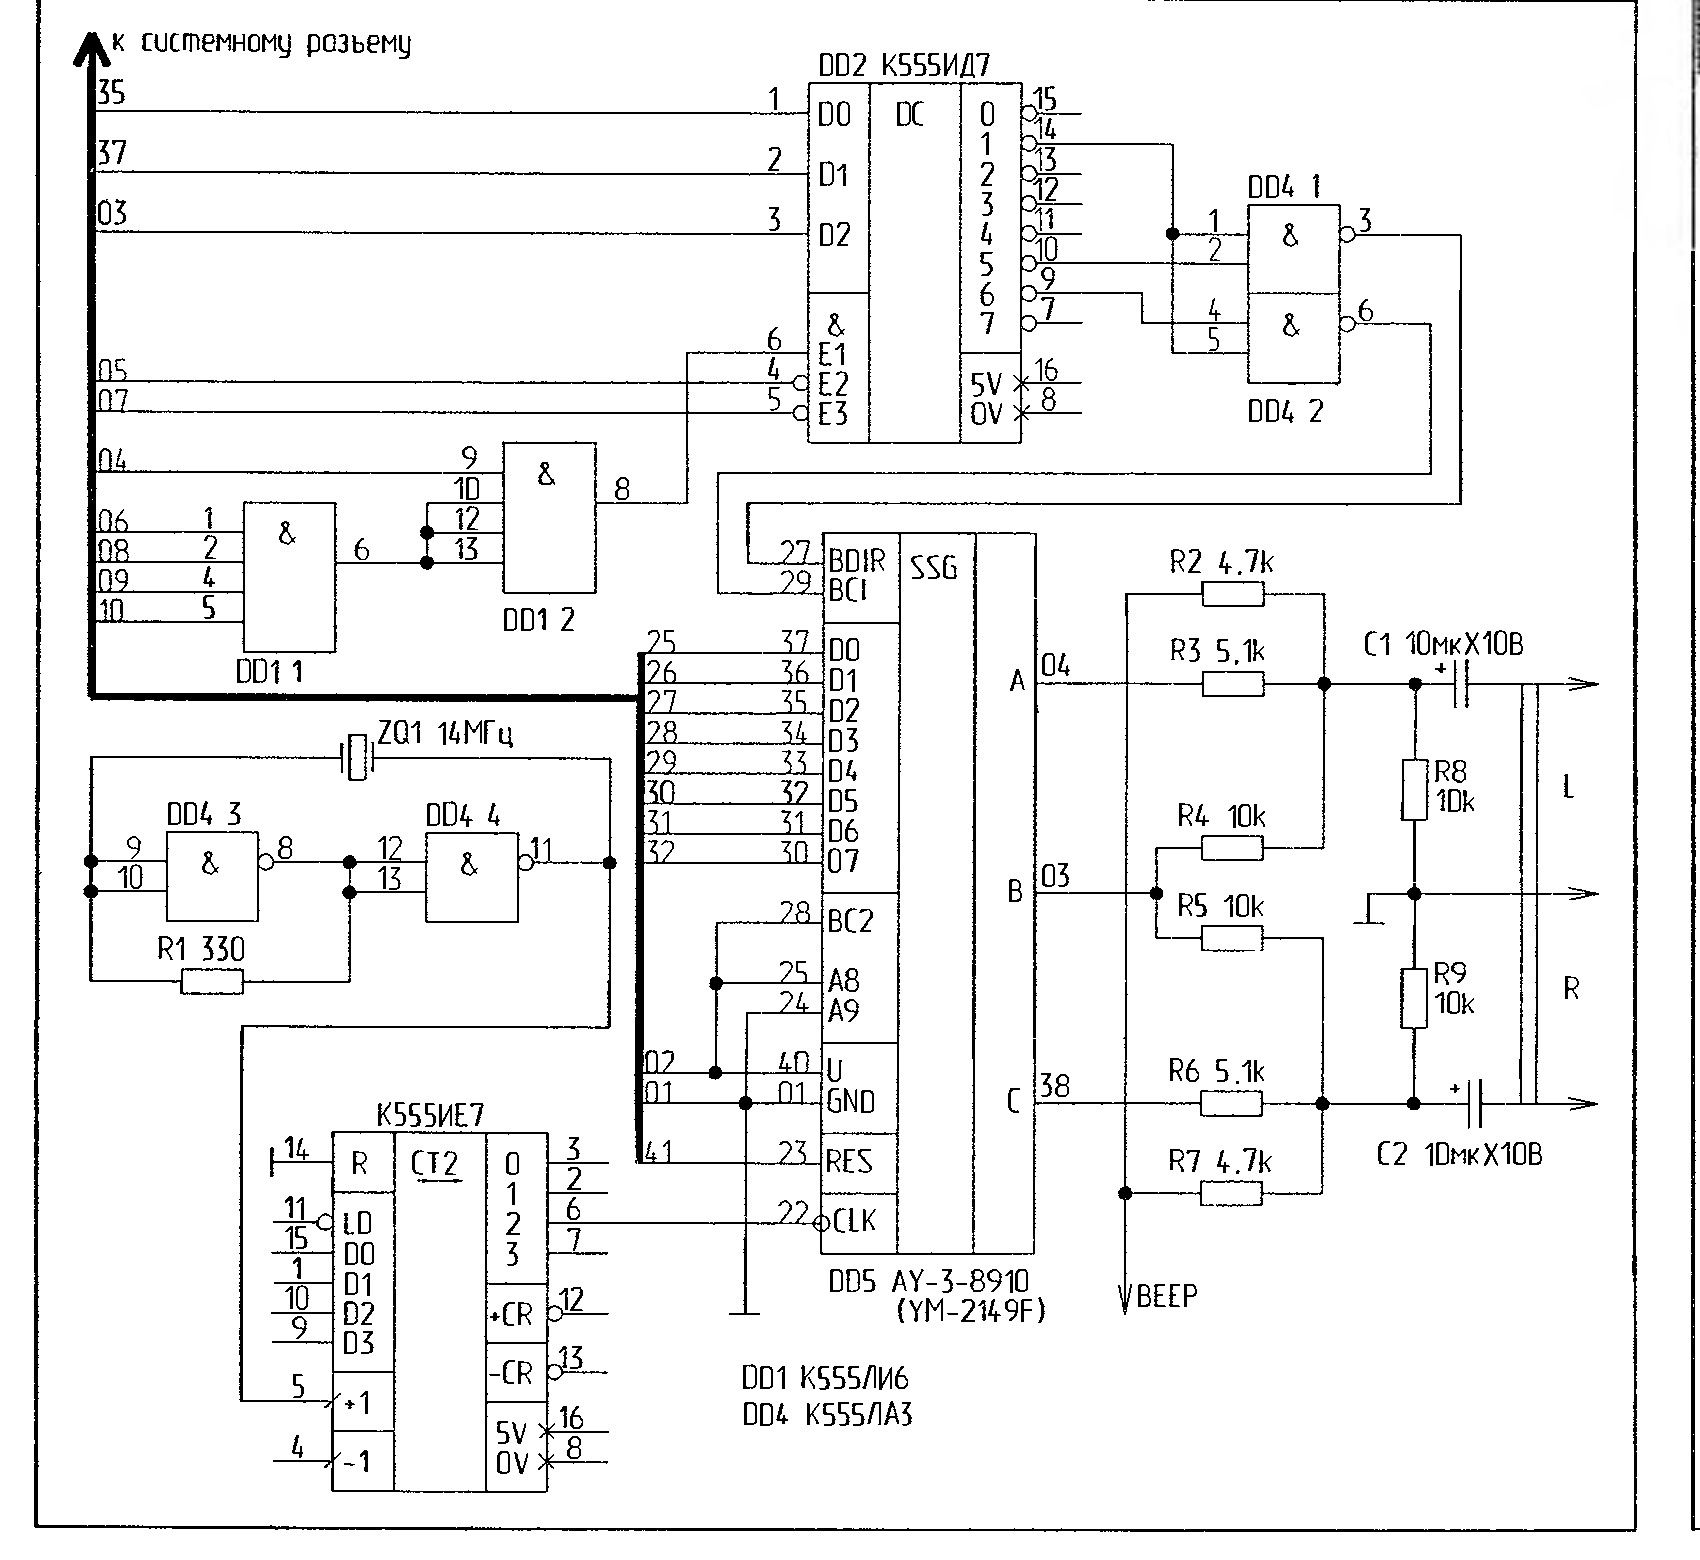 к системному розъему
35
37
03
05
07
04
06
08
09
10
DD2 К555ИД7
1 D0 DC 0 15
1 14
2 D1 2 13
3 12
3 D2 4 11
5 10
6 9
& 7 7
6 E1
4 E2 5V 16
5 E3 0V 8
DD4 1
1 & 3
2
4 & 6
5
DD4 2
9 &
10 8
12
13
DD1 2
1 &
2 6
4
5
DD1 1
27 BDIR SSG
29 BC1
25 37 D0
26 36 D1
27 35 D2
28 34 D3
29 33 D4
30 32 D5
31 31 D6
32 30 07
28 BC2
25 A8
24 A9
02 40 U
01 01 GND
41 23 RES
22 CLK
A 04
B 03
C 38
DD5 AY-3-8910
(YM-2149F)
R2 4.7k
R3 5.1k
R4 10k
R5 10k
R6 5.1k
R7 4.7k
C1 10мкХ10В
+
R8
10k
L
R9
10k
R
+
C2 10мкХ10В
BEEP
ZQ1 14МГц
DD4 3
9 & 8
10
DD4 4
12 & 11
13
R1 330
К555ИЕ7
14 R CT2 0 3
1 2
11 LD 2 6
15 D0 3 7
1 D1
10 D2 +CR 12
9 D3
-CR 13
5 +1
5V 16
4 -1 0V 8
DD1 К555ЛИ6
DD4 К555ЛА3